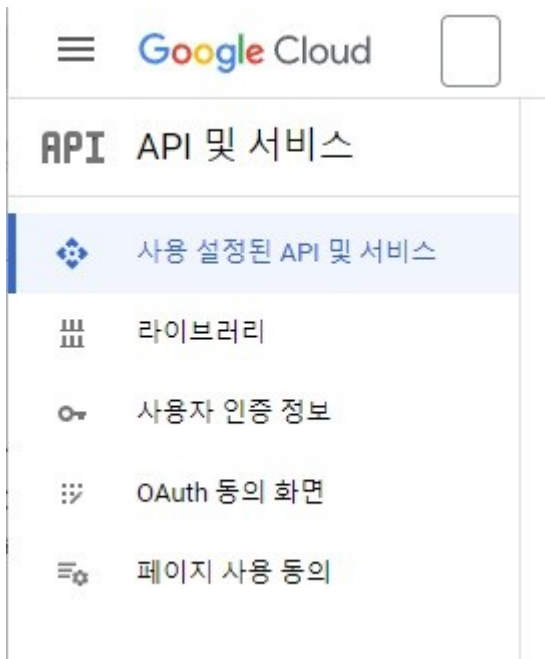 Google Cloud
API API 및 서비스
사용 설정된 API 및 서비스
라이브러리
사용자 인증 정보
OAuth 동의 화면
페이지 사용 동의